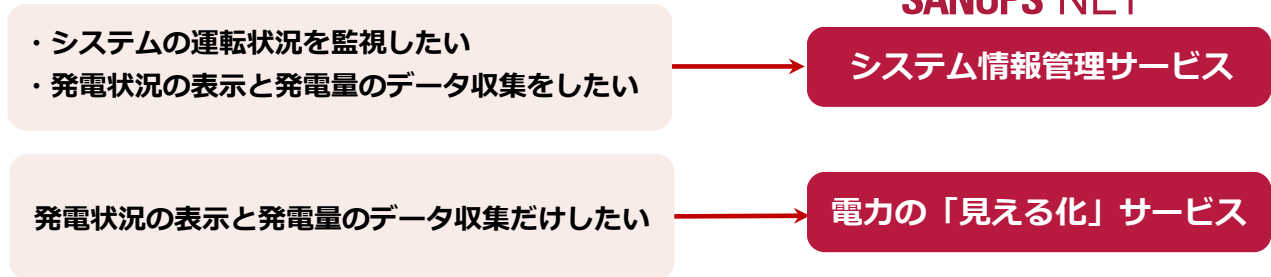 SANUPS NET
・システムの運転状況を監視したい
・発電状況の表示と発電量のデータ収集をしたい
システム情報管理サービス
発電状況の表示と発電量のデータ収集だけしたい
電力の「見える化」サービス